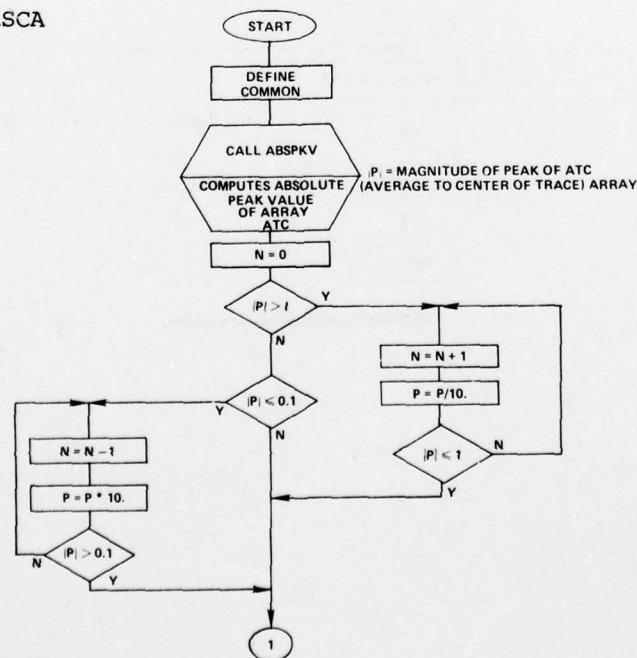 SCA
START
DEFINE
COMMON
CALL ABSPKV
COMPUTES ABSOLUTE
PEAK VALUE
OF ARRAY
ATC
|P| = MAGNITUDE OF PEAK OF ATC
(AVERAGE TO CENTER OF TRACE) ARRAY
N = 0
|P| > 1
Y
N
N = N + 1
P = P/10.
|P| ≤ 1
N
Y
|P| ≤ 0.1
Y
N
N = N – 1
P = P * 10.
|P| > 0.1
N
Y
1